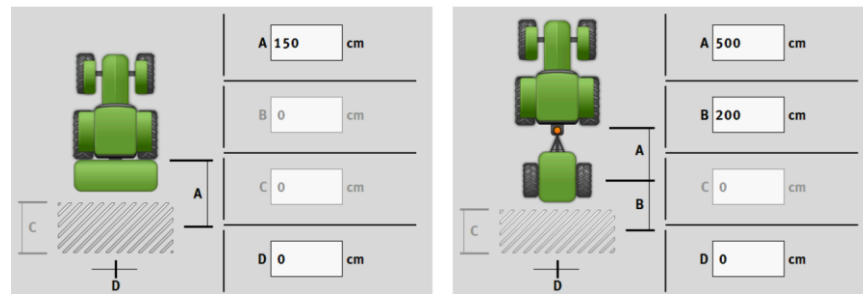 A 150 cm
B 0 cm
A
C 0 cm
C
D 0 cm
D
A 500 cm
B 200 cm
A
C 0 cm
B
C
D 0 cm
D